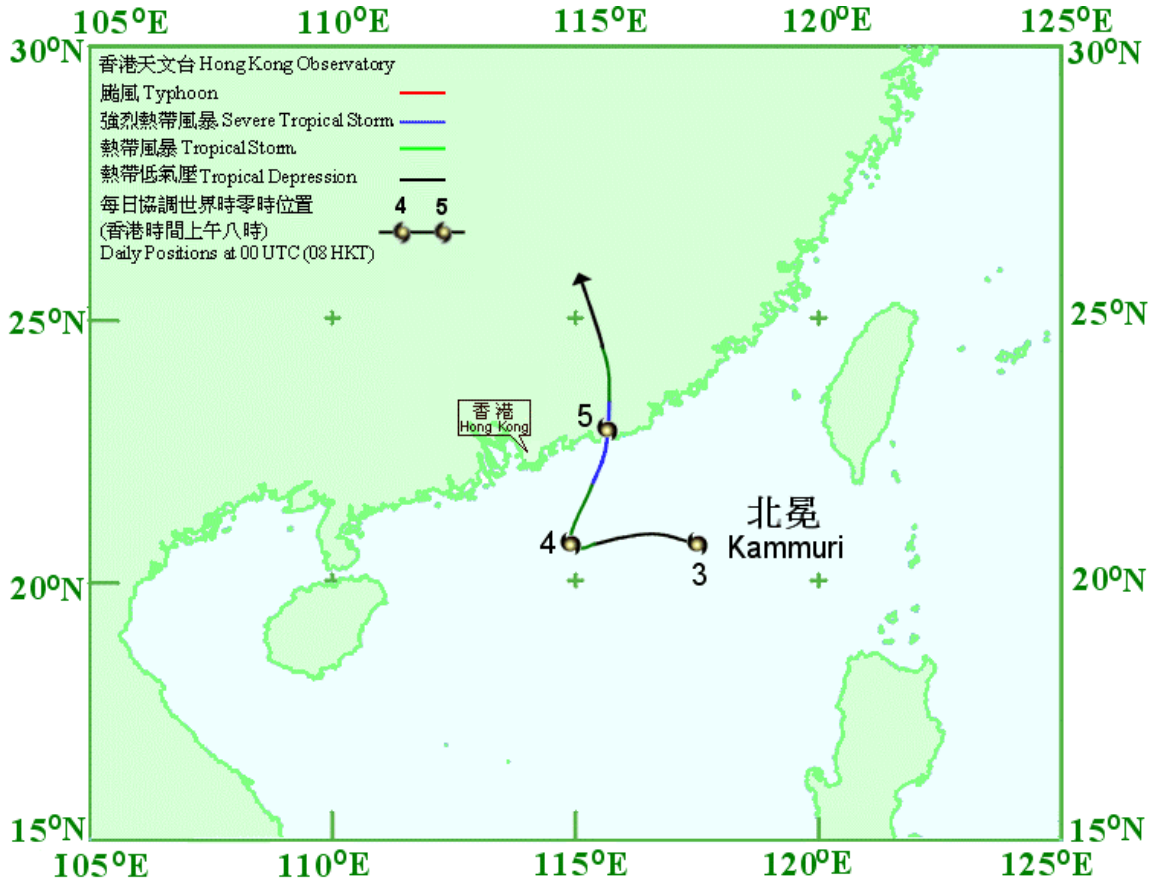 105°E 110°E 115°E 120°E 125°E
30°N 30°N
香港天文台 Hong Kong Observatory
颱風 Typhoon
強烈熱帶風暴 Severe Tropical Storm
熱帶風暴 Tropical Storm
熱帶低氣壓 Tropical Depression
每日協調世界時零時位置
4 5
(香港時間上午八時)
Daily Positions at 00 UTC (08 HKT)
25°N 25°N
香港
Hong Kong
5
北冕
Kammuri
4
3
20°N 20°N
15°N 15°N
105°E 110°E 115°E 120°E 125°E